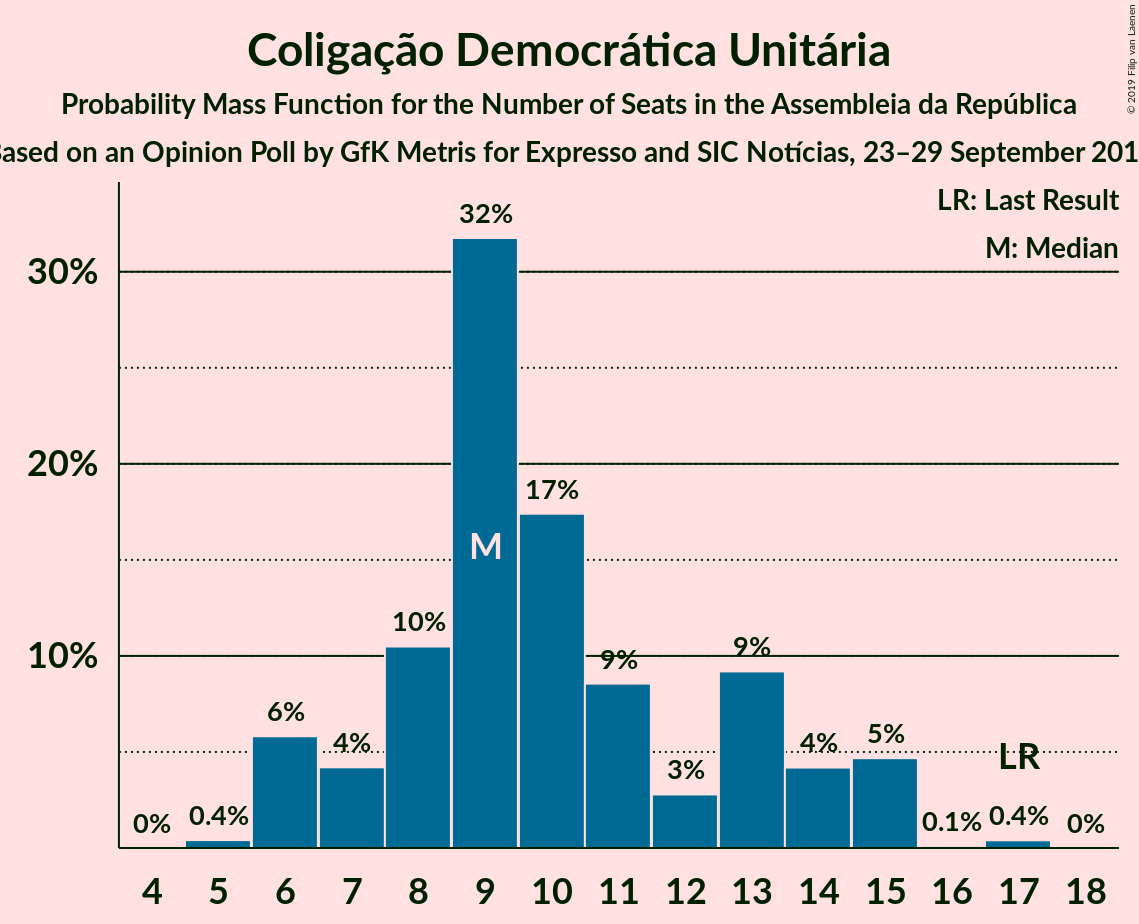 Coligação Democrática Unitária
Probability Mass Function for the Number of Seats in the Assembleia da República
Based on an Opinion Poll by GfK Metris for Expresso and SIC Notícias, 23–29 September 201
© 2019 Filip van Laenen
LR: Last Result
M: Median
30%
20%
10%
0%
0.4%
6%
4%
10%
32%
M
17%
9%
3%
9%
4%
5%
0.1%
LR
0.4%
0%
4 5 6 7 8 9 10 11 12 13 14 15 16 17 18